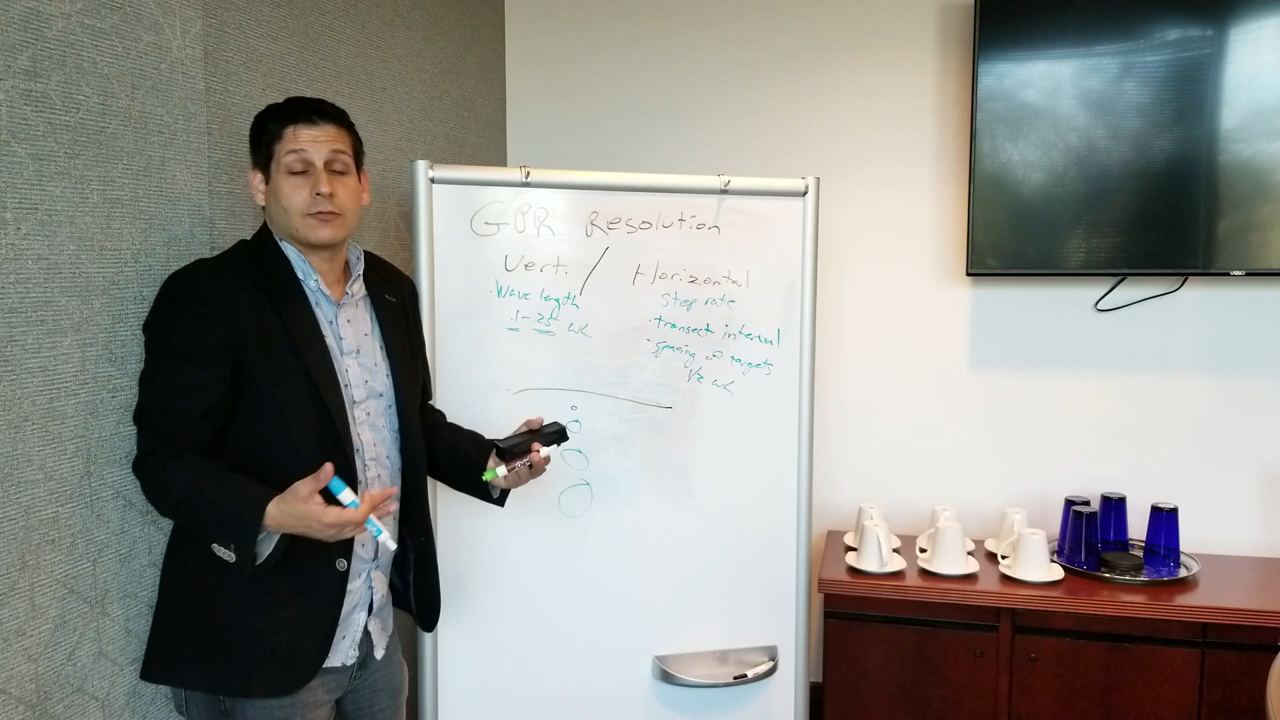 GPR Resolution
Vert. / Horizontal
Wave length
.1 - 25 WL
Step rate
· transect interval
· spacing of targets
1/2 WL
VIZIO